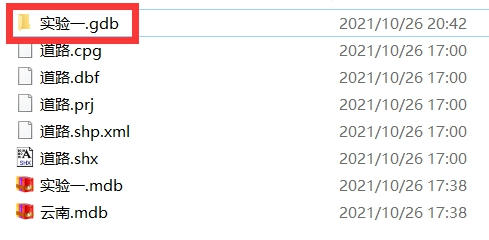 实验一.gdb 2021/10/26 20:42
道路.cpg 2021/10/26 17:00
道路.dbf 2021/10/26 17:00
道路.prj 2021/10/26 17:00
道路.shp.xml 2021/10/26 17:00
SHX 道路.shx 2021/10/26 17:00
实验一.mdb 2021/10/26 17:38
云南.mdb 2021/10/26 17:38